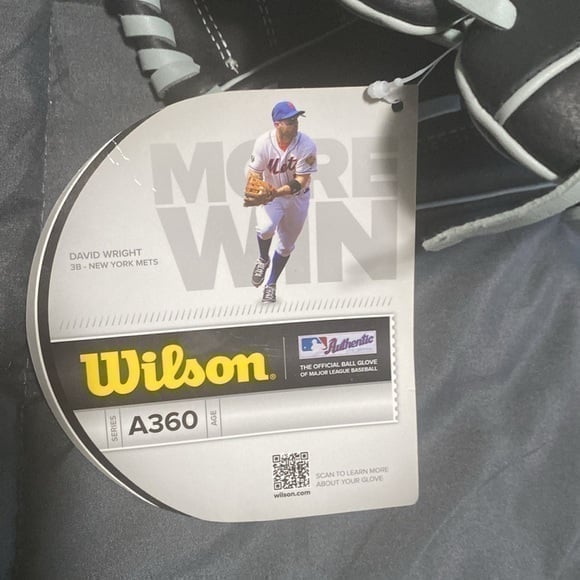 MORE
WIN
Mets
DAVID WRIGHT
3B - NEW YORK METS
Wilson®
Authentic
THE OFFICIAL BALL GLOVE
OF MAJOR LEAGUE BASEBALL
SERIES
A360
AGE
SCAN TO LEARN MORE
ABOUT YOUR GLOVE
wilson.com